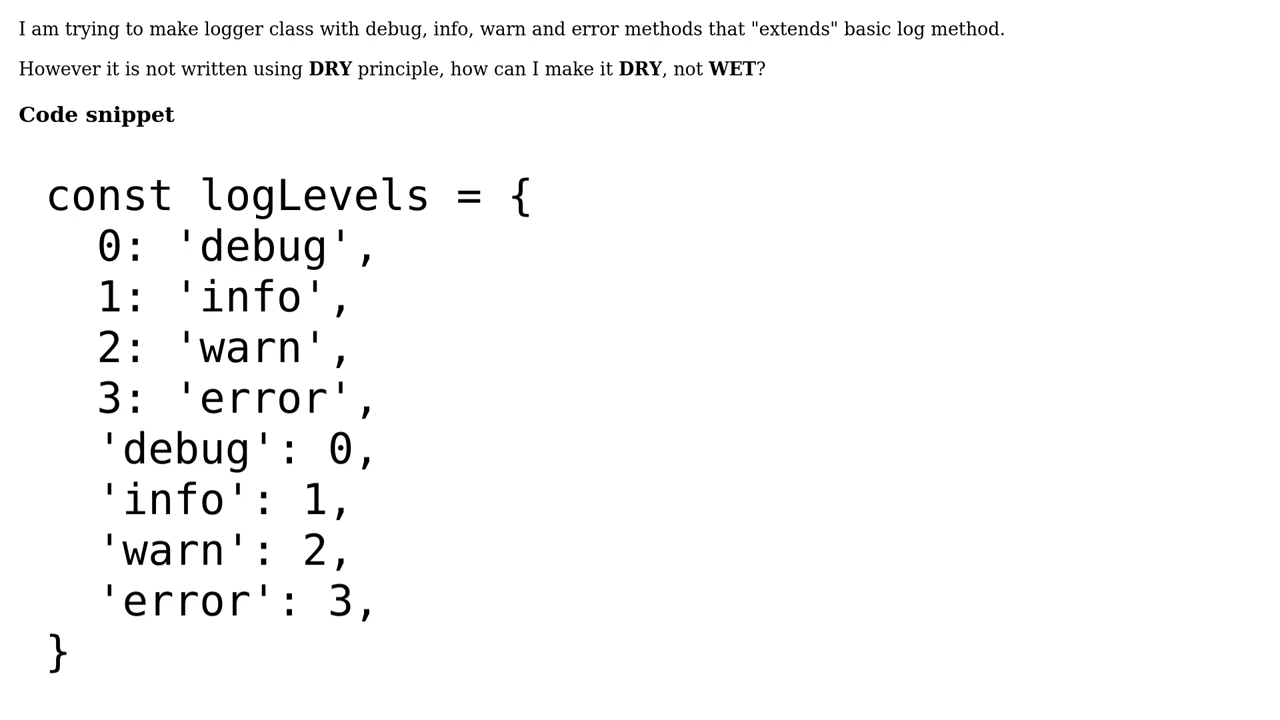 I am trying to make logger class with debug, info, warn and error methods that "extends" basic log method.
However it is not written using DRY principle, how can I make it DRY, not WET?
Code snippet
const logLevels = {
  0: 'debug',
  1: 'info',
  2: 'warn',
  3: 'error',
  'debug': 0,
  'info': 1,
  'warn': 2,
  'error': 3,
}